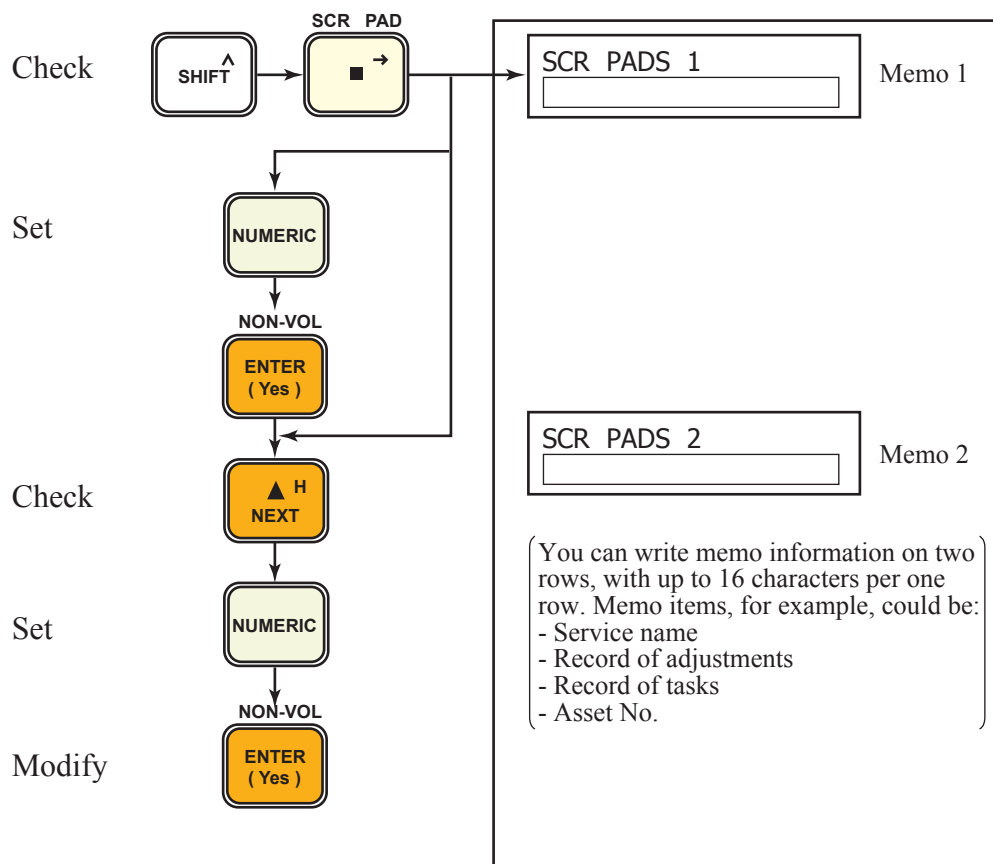 SCR PAD
Check
SHIFT ^
■ →
SCR PADS 1
Memo 1
Set
NUMERIC
NON-VOL
ENTER
( Yes )
SCR PADS 2
Memo 2
Check
▲ H
NEXT
You can write memo information on two
rows, with up to 16 characters per one
row. Memo items, for example, could be:
- Service name
- Record of adjustments
- Record of tasks
- Asset No.
Set
NUMERIC
NON-VOL
Modify
ENTER
( Yes )